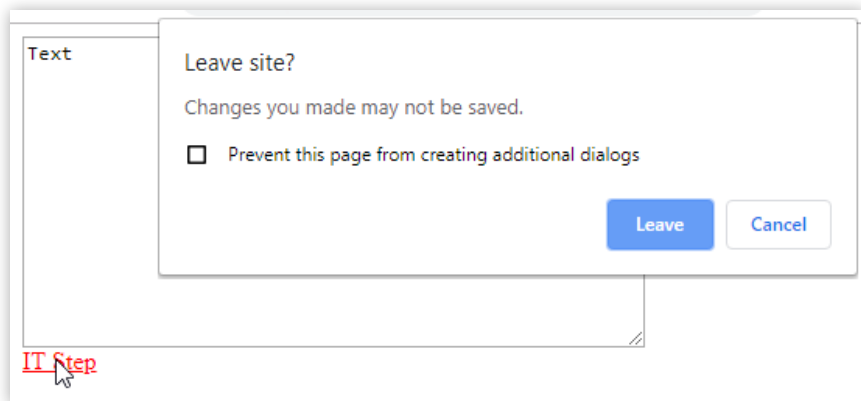 Text
Leave site?
Changes you made may not be saved.
Prevent this page from creating additional dialogs
Leave
Cancel
IT Step